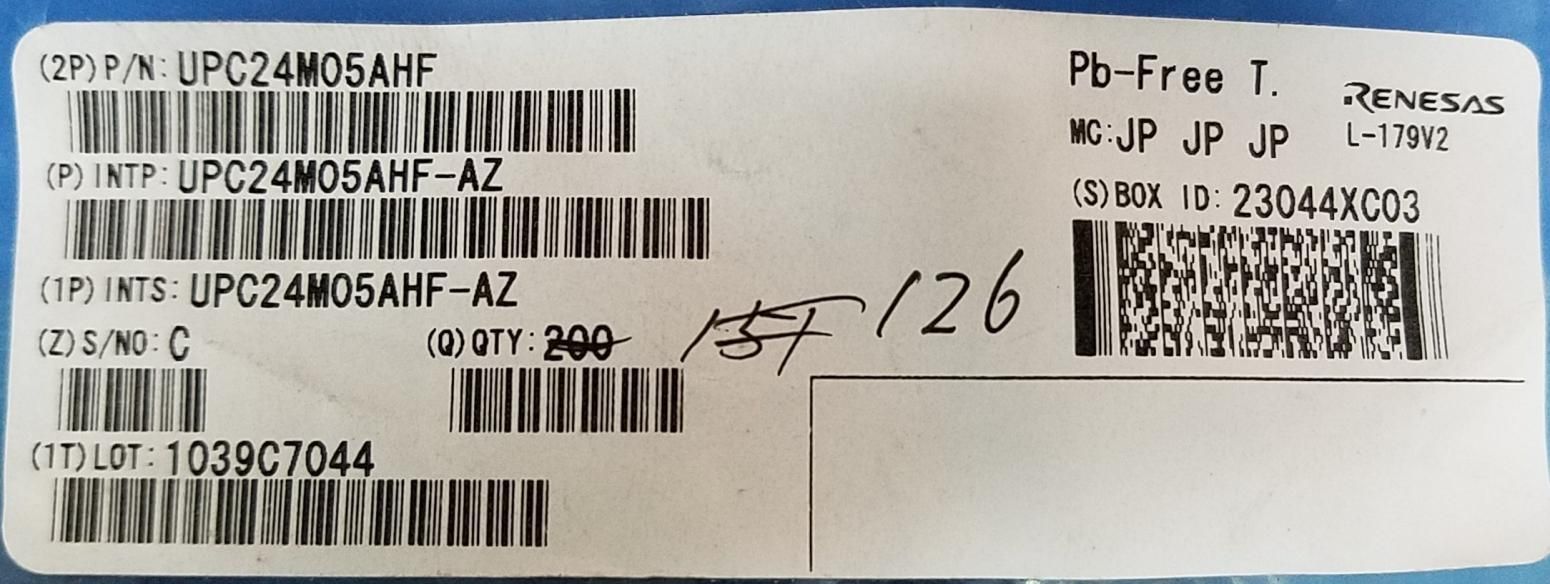 (2P)P/N:UPC24M05AHF
(P)INTP:UPC24M05AHF-AZ
(1P)INTS:UPC24M05AHF-AZ
(Z)S/NO:C
(Q)QTY:200
126
(1T)LOT:1039C7044
Pb-Free T.
RENESAS
MC:JP JP JP
L-179V2
(S)BOX ID:23044XC03